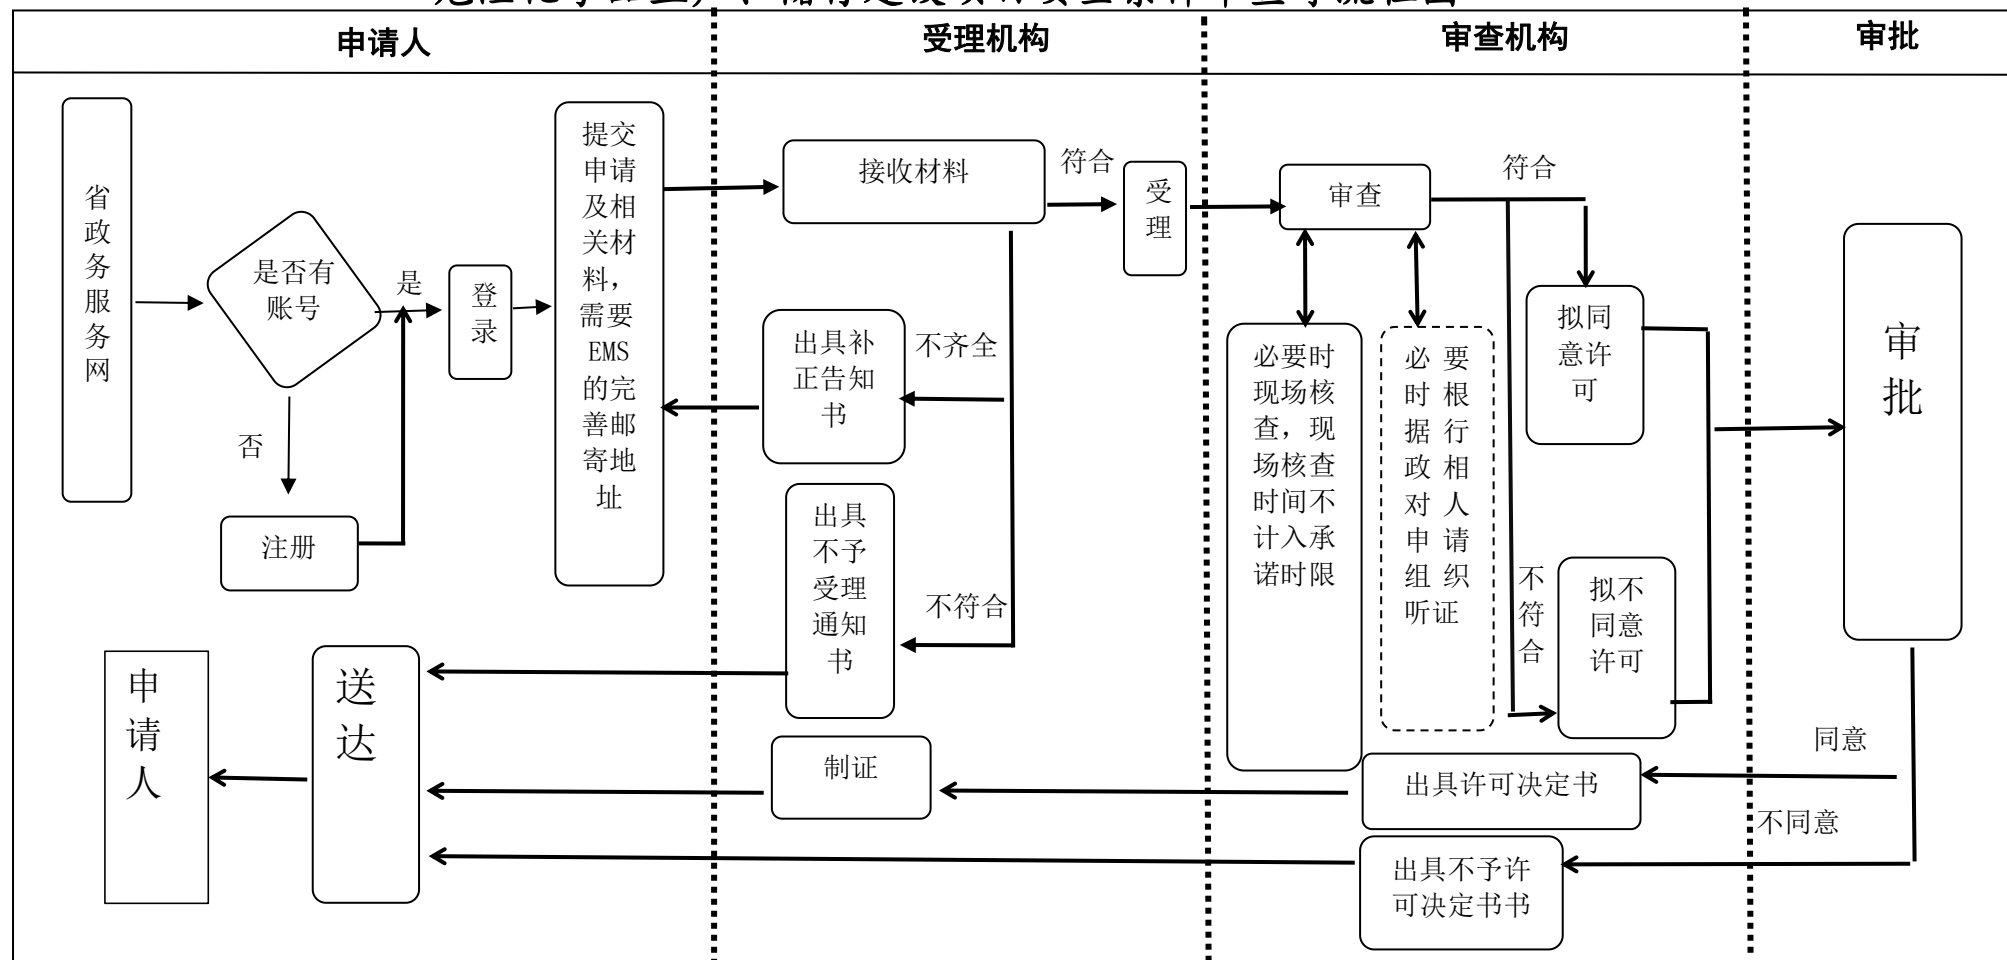 申请人
受理机构
审查机构
审批
省
政
务
服
务
网
是否有
账号
是
否
注册
登
录
提交
申请
及相
关材
料，
需要
EMS
的完
善邮
寄地
址
接收材料
符合
受
理
不齐全
出具补
正告知
书
不符合
出具
不予
受理
通知
书
审查
符合
必要时
现场核
查，现
场核查
时间不
计入承
诺时限
必 要
时 根
据 行
政 相
对 人
申 请
组 织
听证
不
符
合
拟同
意许
可
拟不
同意
许可
审
批
同意
不同意
出具许可决定书
出具不予许
可决定书书
制证
送
达
申
请
人